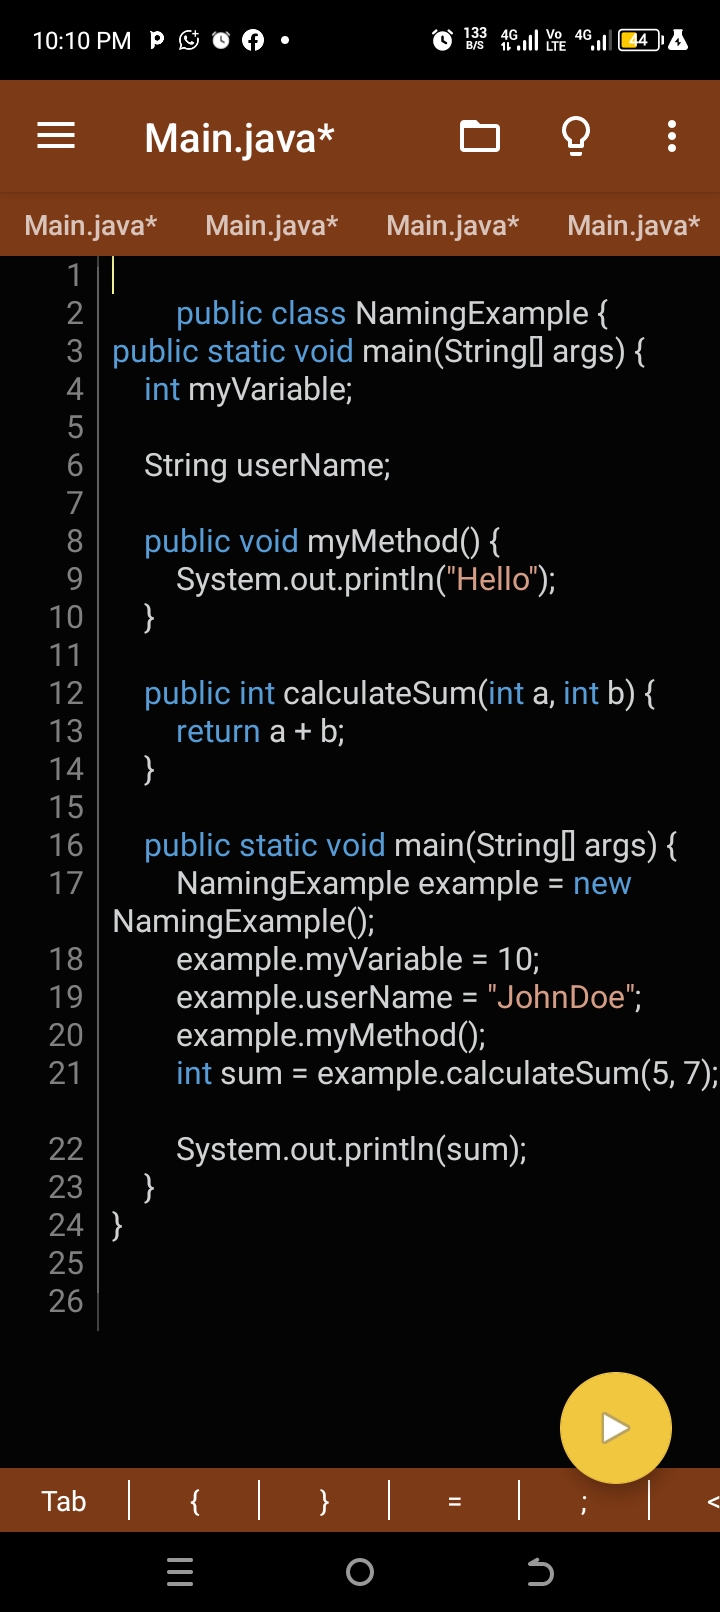 10:10 PM 133 B/S 4G Vo LTE 4G 44
Main.java*
Main.java* Main.java* Main.java* Main.java*
1
2 public class NamingExample {
3 public static void main(String[] args) {
4 int myVariable;
5
6 String userName;
7
8 public void myMethod() {
9 System.out.println("Hello");
10 }
11
12 public int calculateSum(int a, int b) {
13 return a + b;
14 }
15
16 public static void main(String[] args) {
17 NamingExample example = new
NamingExample();
18 example.myVariable = 10;
19 example.userName = "JohnDoe";
20 example.myMethod();
21 int sum = example.calculateSum(5, 7);
22 System.out.println(sum);
23 }
24 }
25
26
Tab { } = ; <